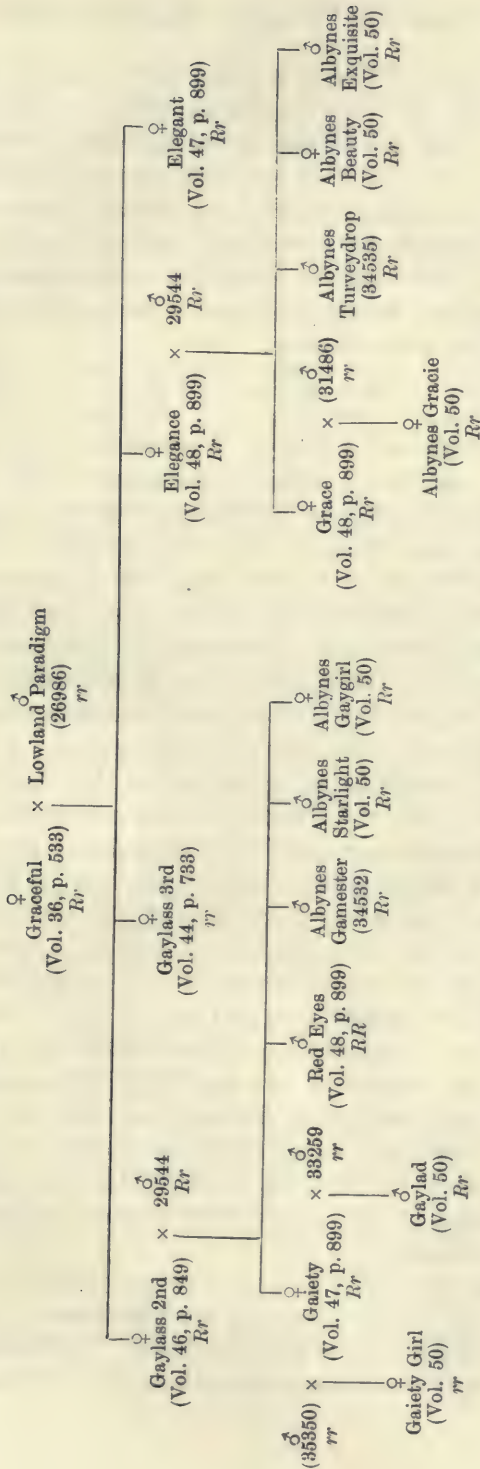 ♀
Graceful
(Vol. 36, p. 533)
Rr
×
♂
Lowland Paradigm
(26986)
rr
♀
Gaylass 2nd
(Vol. 46, p. 849)
Rr
×
♂
29544
Rr
♀
Gaylass 3rd
(Vol. 44, p. 733)
rr
♀
Elegance
(Vol. 48, p. 899)
Rr
×
♂
29544
Rr
♀
Elegant
(Vol. 47, p. 899)
Rr
♂
(35350)
rr
×
♀
Gaiety
(Vol. 47, p. 899)
Rr
×
♂
33259
rr
♂
Red Eyes
(Vol. 48, p. 899)
RR
♂
Albynes
Gamester
(34532)
Rr
♂
Albynes
Starlight
(Vol. 50)
Rr
♀
Albynes
Gaygirl
(Vol. 50)
Rr
♀
Grace
(Vol. 48, p. 899)
Rr
×
♂
(31486)
rr
♂
Albynes
Turveydrop
(34535)
Rr
♀
Albynes
Beauty
(Vol. 50)
Rr
♂
Albynes
Exquisite
(Vol. 50)
Rr
♀
Gaiety Girl
(Vol. 50)
rr
♂
Gaylad
(Vol. 50)
Rr
♀
Albynes Gracie
(Vol. 50)
Rr